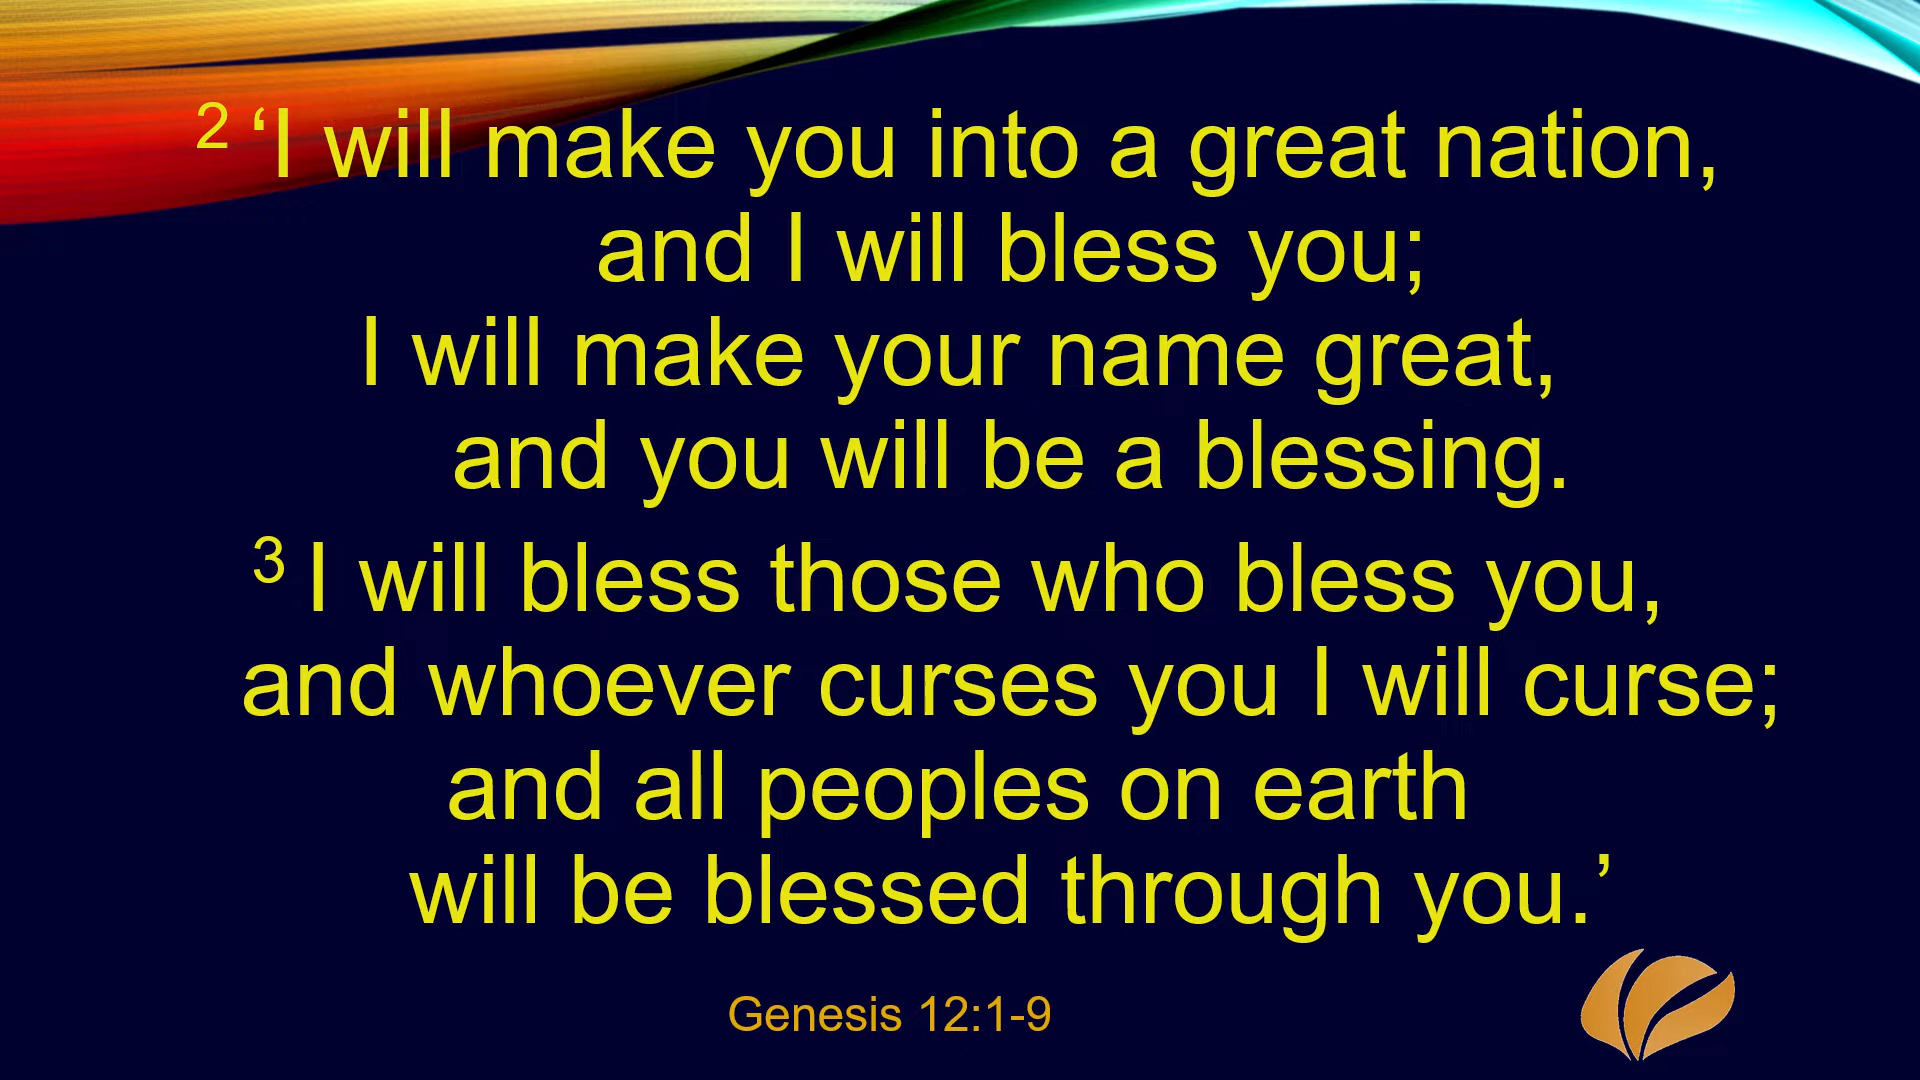 2 ‘I will make you into a great nation,
and I will bless you;
I will make your name great,
and you will be a blessing.
3 I will bless those who bless you,
and whoever curses you I will curse;
and all peoples on earth
will be blessed through you.’
Genesis 12:1-9